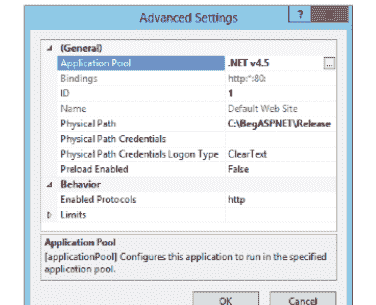 Advanced Settings ?
(General)
Application Pool .NET v4.5 ...
Bindings http:*:80:
ID 1
Name Default Web Site
Physical Path C:\BegASPNET\Release
Physical Path Credentials
Physical Path Credentials Logon Type ClearText
Preload Enabled False
Behavior
Enabled Protocols http
Limits
Application Pool
[applicationPool] Configures this application to run in the specified
application pool.
OK Cancel